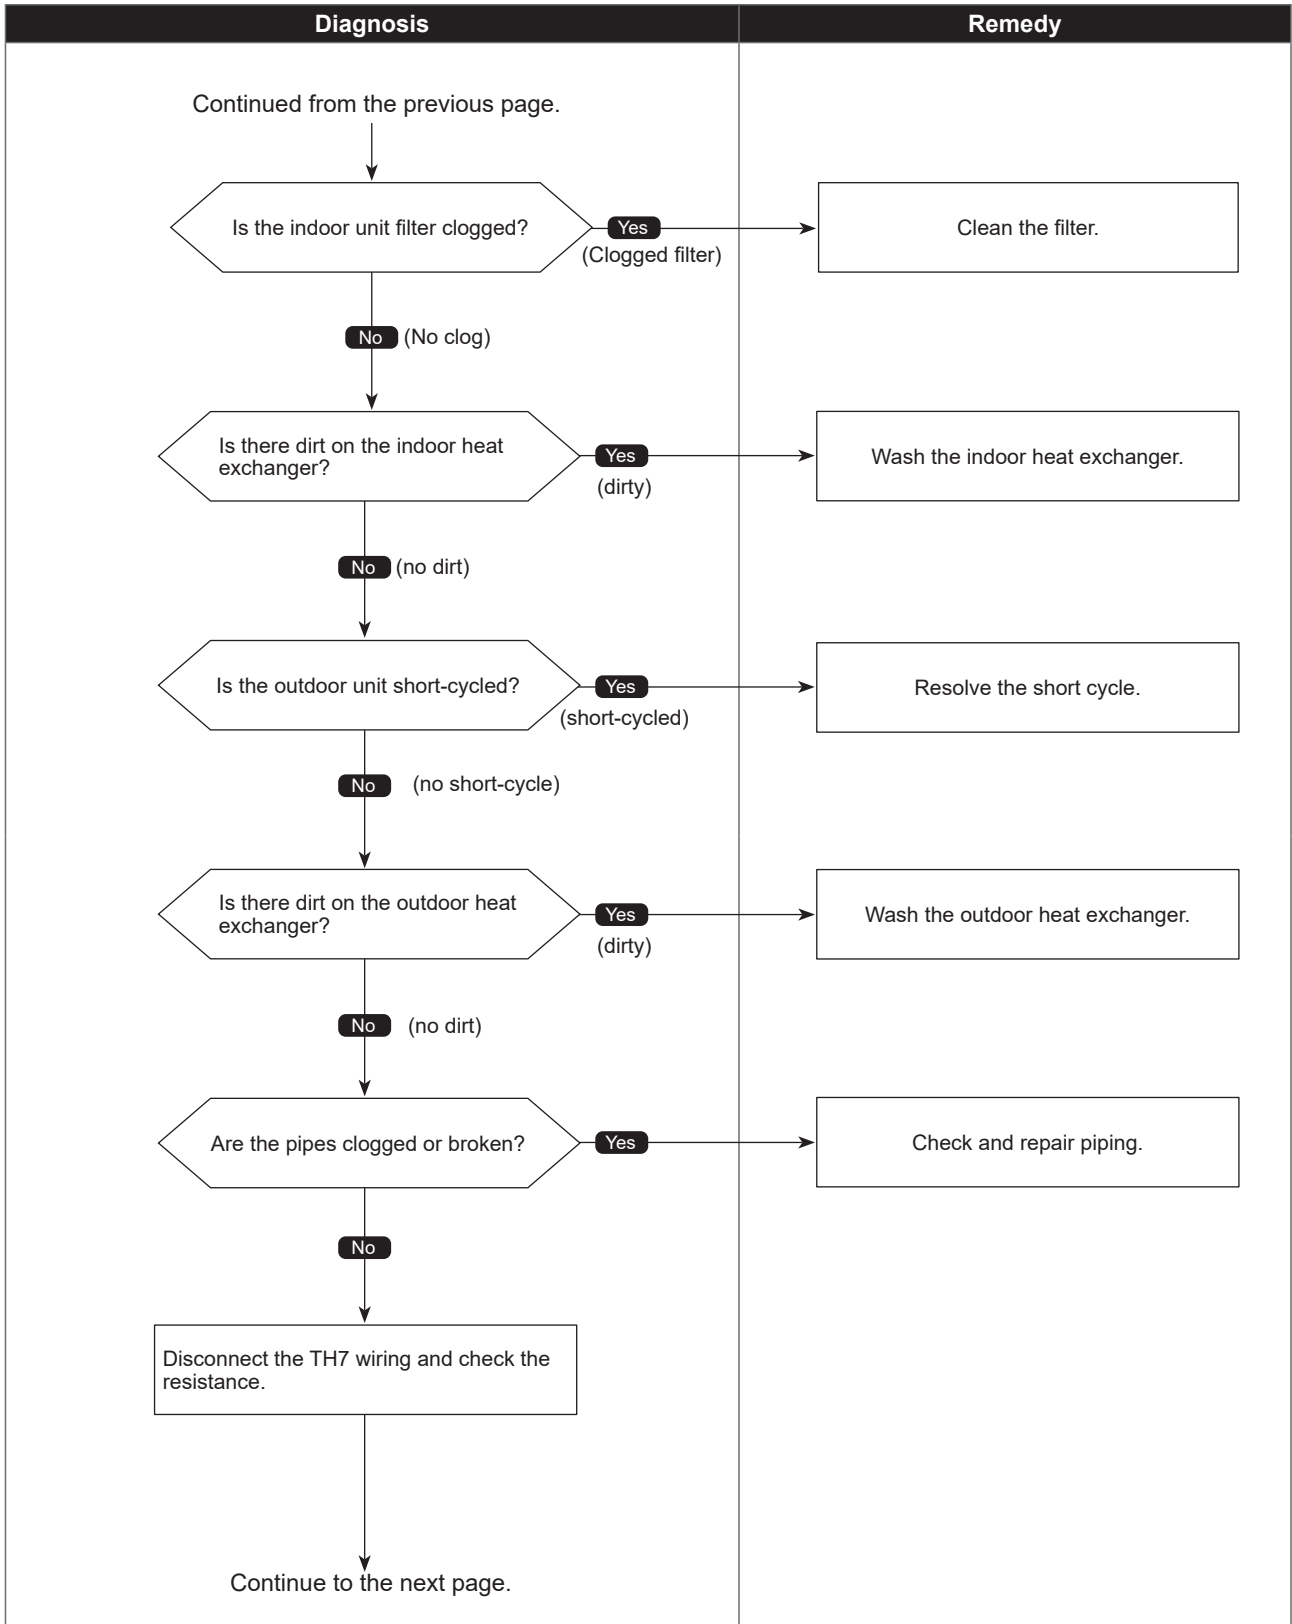 Diagnosis
Remedy
Continued from the previous page.
Is the indoor unit filter clogged?
Yes
(Clogged filter)
Clean the filter.
No (No clog)
Is there dirt on the indoor heat
exchanger?
Yes
(dirty)
Wash the indoor heat exchanger.
No (no dirt)
Is the outdoor unit short-cycled?
Yes
(short-cycled)
Resolve the short cycle.
No (no short-cycle)
Is there dirt on the outdoor heat
exchanger?
Yes
(dirty)
Wash the outdoor heat exchanger.
No (no dirt)
Are the pipes clogged or broken?
Yes
Check and repair piping.
No
Disconnect the TH7 wiring and check the
resistance.
Continue to the next page.